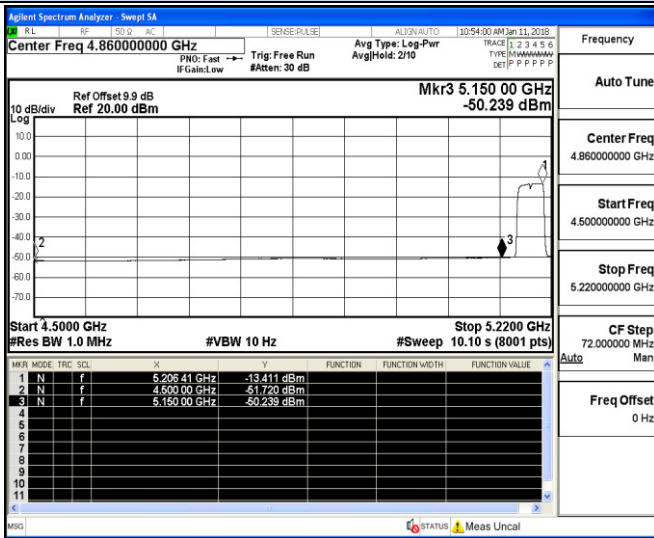 Agilent Spectrum Analyzer - Swept SA
RL RF 50 Ω AC SENSE:PULSE ALIGN AUTO 10:54:00 AM Jan 11, 2018
Center Freq 4.860000000 GHz Avg Type: Log-Pwr TRACE 1 2 3 4 5 6
PNO: Fast Trig: Free Run Avg|Hold: 2/10 TYPE MWWWWW
IFGain:Low #Atten: 30 dB DET P P P P P P
Mkr3 5.150 00 GHz
-50.239 dBm
Ref Offset 9.9 dB
10 dB/div Ref 20.00 dBm
Log
10.0
0.00
-10.0
-20.0
-30.0
-40.0
-50.0
-60.0
-70.0
1
2
3
Start 4.5000 GHz Stop 5.2200 GHz
#Res BW 1.0 MHz #VBW 10 Hz #Sweep 10.10 s (8001 pts)
MKR MODE TRC SCL X Y FUNCTION FUNCTION WIDTH FUNCTION VALUE
1 N f 5.206 41 GHz -13.411 dBm
2 N f 4.500 00 GHz -51.720 dBm
3 N f 5.150 00 GHz -50.239 dBm
4
5
6
7
8
9
10
11
MSG STATUS Meas Uncal
Frequency
Auto Tune
Center Freq
4.860000000 GHz
Start Freq
4.500000000 GHz
Stop Freq
5.220000000 GHz
CF Step
72.000000 MHz
Auto Man
Freq Offset
0 Hz